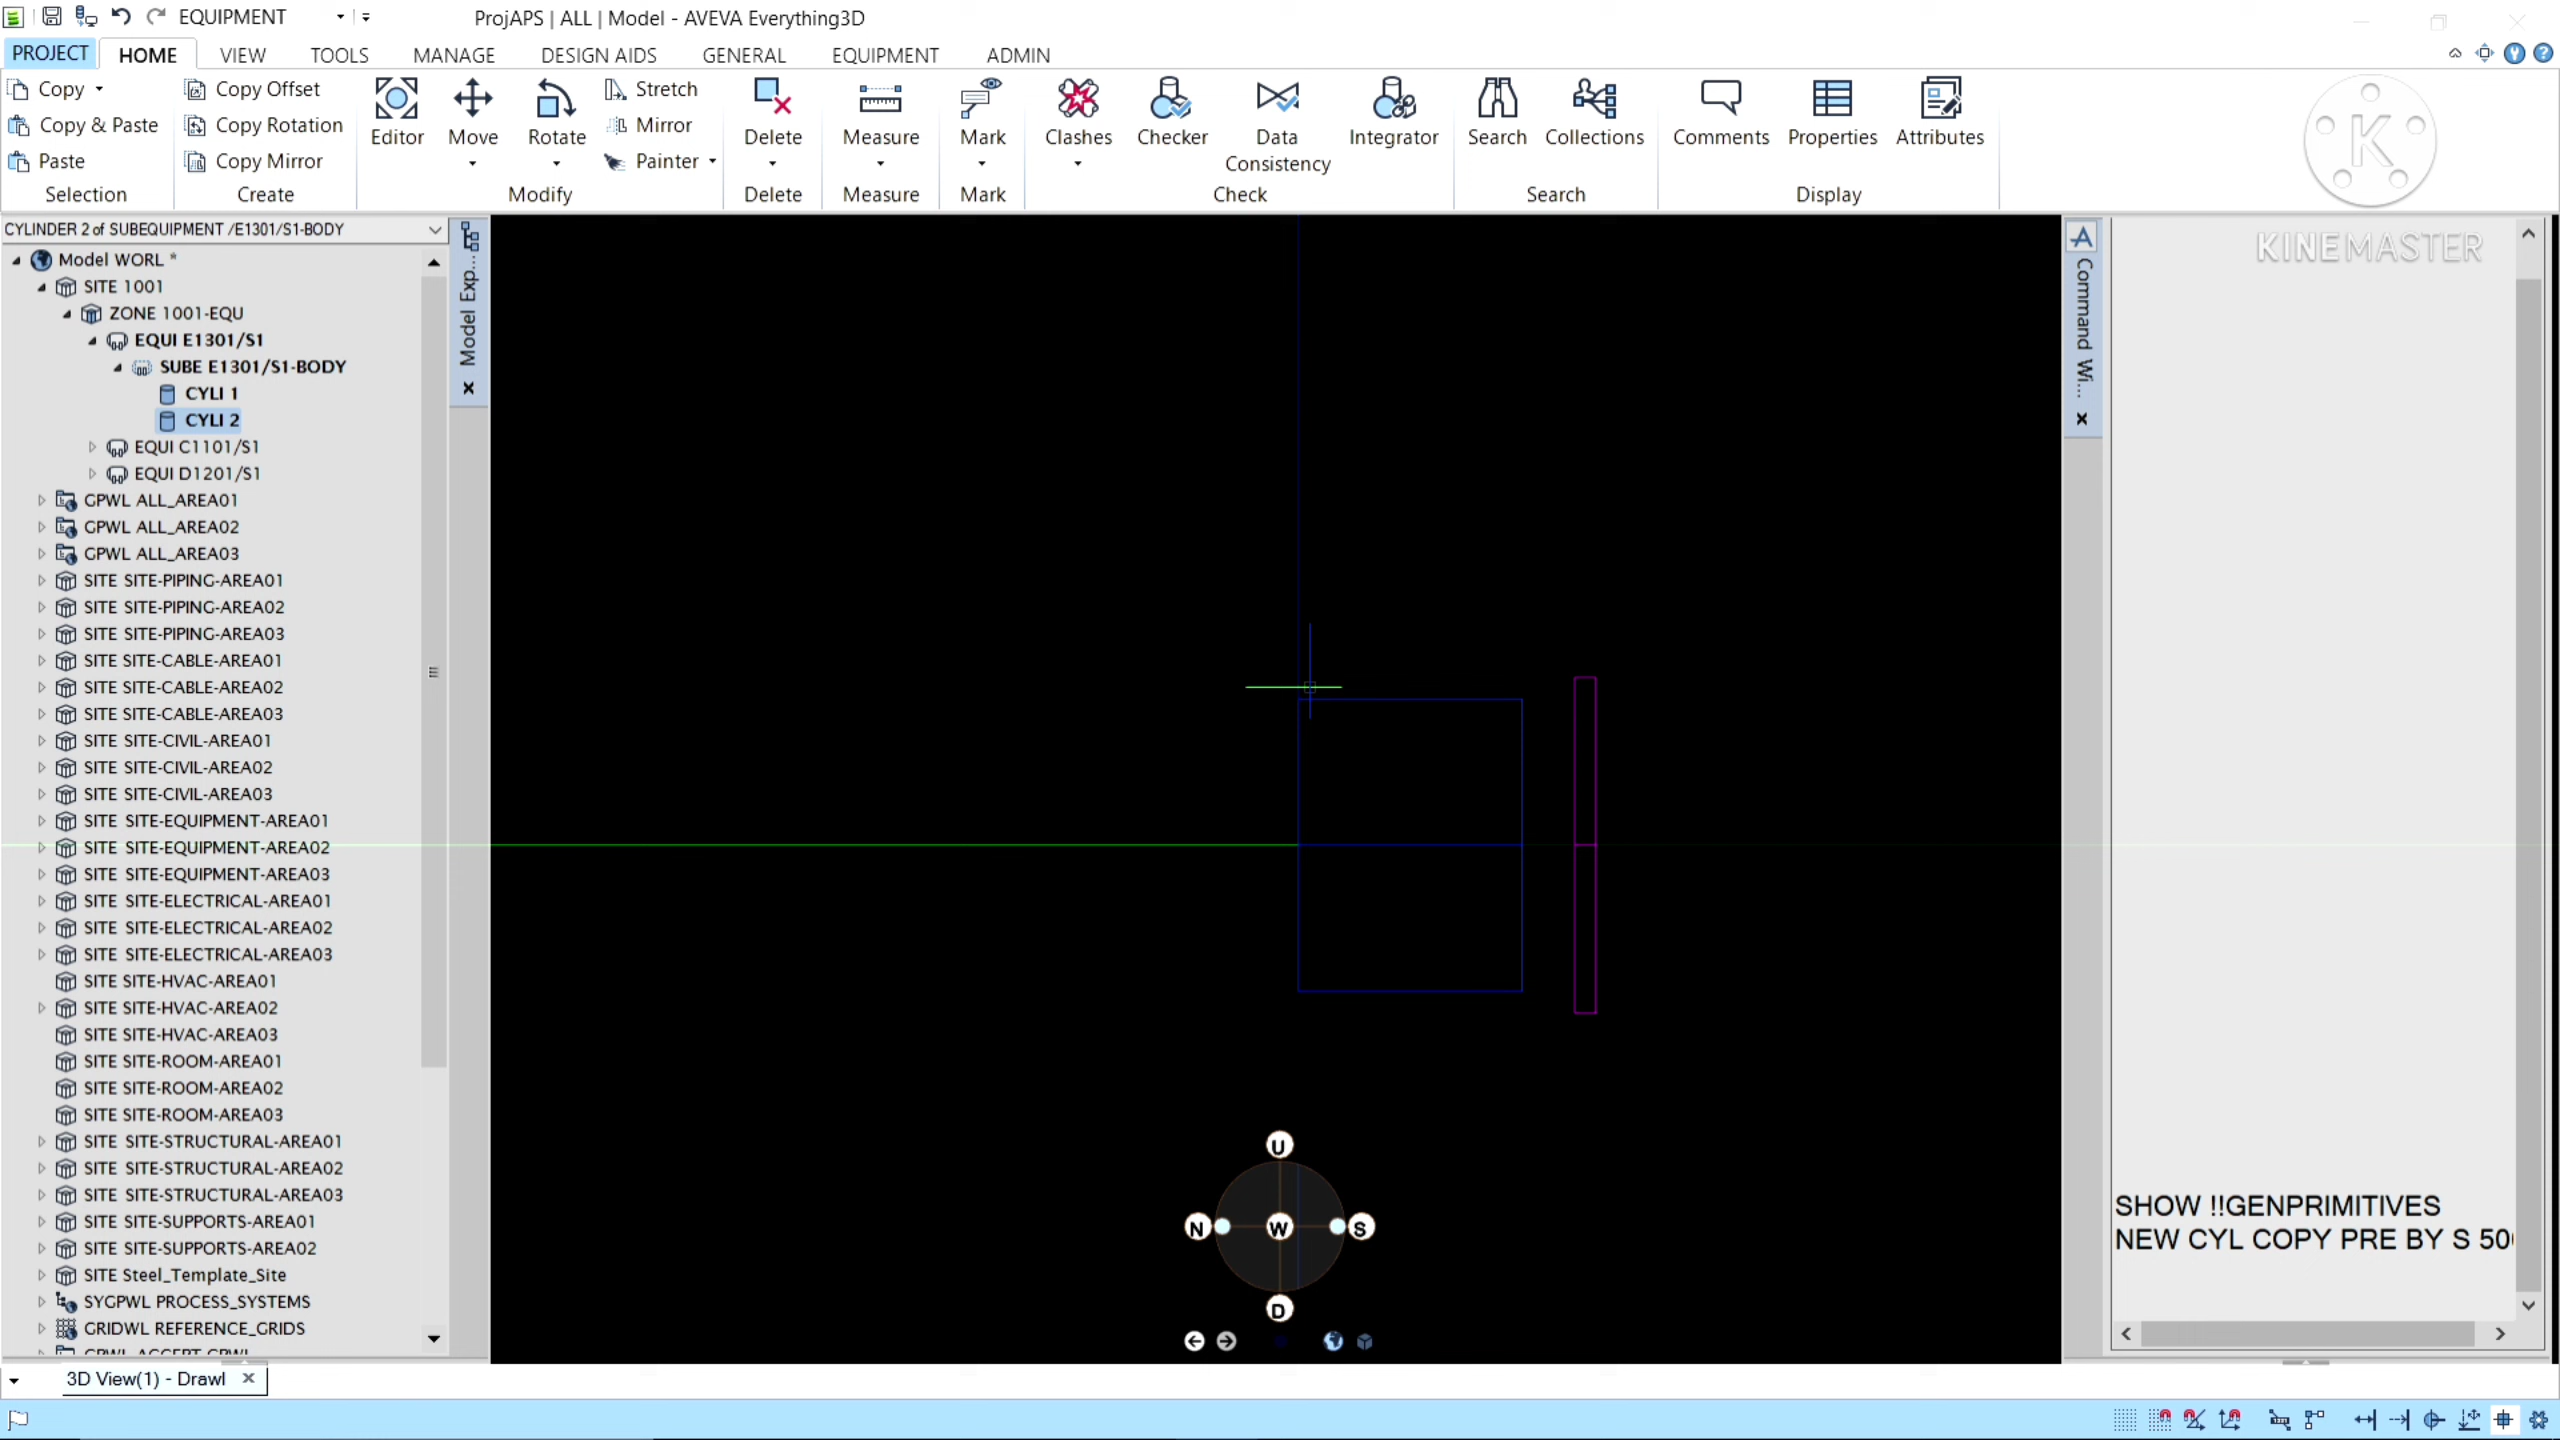 EQUIPMENT
ProjAPS | ALL | Model - AVEVA Everything3D
PROJECT HOME VIEW TOOLS MANAGE DESIGN AIDS GENERAL EQUIPMENT ADMIN
Copy
Copy & Paste
Paste
Selection
Copy Offset
Copy Rotation
Copy Mirror
Create
Editor
Move
Rotate
Stretch
Mirror
Painter
Modify
Delete
Delete
Measure
Measure
Mark
Mark
Clashes
Checker
Data
Consistency
Integrator
Check
Search
Collections
Search
Comments
Properties
Attributes
Display
K
KINEMASTER
CYLINDER 2 of SUBEQUIPMENT /E1301/S1-BODY
Model WORL *
SITE 1001
ZONE 1001-EQU
EQUI E1301/S1
SUBE E1301/S1-BODY
CYLI 1
CYLI 2
EQUI C1101/S1
EQUI D1201/S1
GPWL ALL_AREA01
GPWL ALL_AREA02
GPWL ALL_AREA03
SITE SITE-PIPING-AREA01
SITE SITE-PIPING-AREA02
SITE SITE-PIPING-AREA03
SITE SITE-CABLE-AREA01
SITE SITE-CABLE-AREA02
SITE SITE-CABLE-AREA03
SITE SITE-CIVIL-AREA01
SITE SITE-CIVIL-AREA02
SITE SITE-CIVIL-AREA03
SITE SITE-EQUIPMENT-AREA01
SITE SITE-EQUIPMENT-AREA02
SITE SITE-EQUIPMENT-AREA03
SITE SITE-ELECTRICAL-AREA01
SITE SITE-ELECTRICAL-AREA02
SITE SITE-ELECTRICAL-AREA03
SITE SITE-HVAC-AREA01
SITE SITE-HVAC-AREA02
SITE SITE-HVAC-AREA03
SITE SITE-ROOM-AREA01
SITE SITE-ROOM-AREA02
SITE SITE-ROOM-AREA03
SITE SITE-STRUCTURAL-AREA01
SITE SITE-STRUCTURAL-AREA02
SITE SITE-STRUCTURAL-AREA03
SITE SITE-SUPPORTS-AREA01
SITE SITE-SUPPORTS-AREA02
SITE Steel_Template_Site
SYGPWL PROCESS_SYSTEMS
GRIDWL REFERENCE_GRIDS
Model Exp...
U
N W S
D
Command Wi...
SHOW !!GENPRIMITIVES
NEW CYL COPY PRE BY S 50
3D View(1) - Drawl